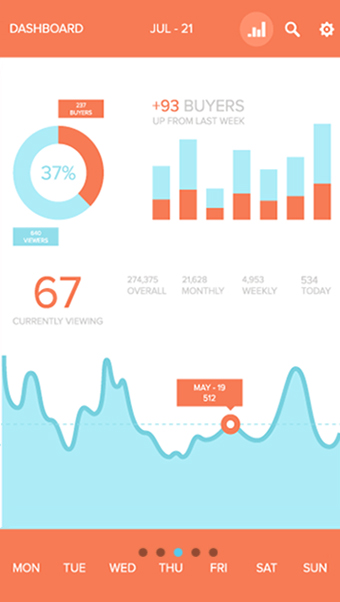 DASHBOARD
JUL - 21
237
BUYERS
+93 BUYERS
UP FROM LAST WEEK
37%
640
VIEWERS
67
CURRENTLY VIEWING
274,375
OVERALL
21,628
MONTHLY
4,953
WEEKLY
534
TODAY
MAY - 19
512
MON TUE WED THU FRI SAT SUN